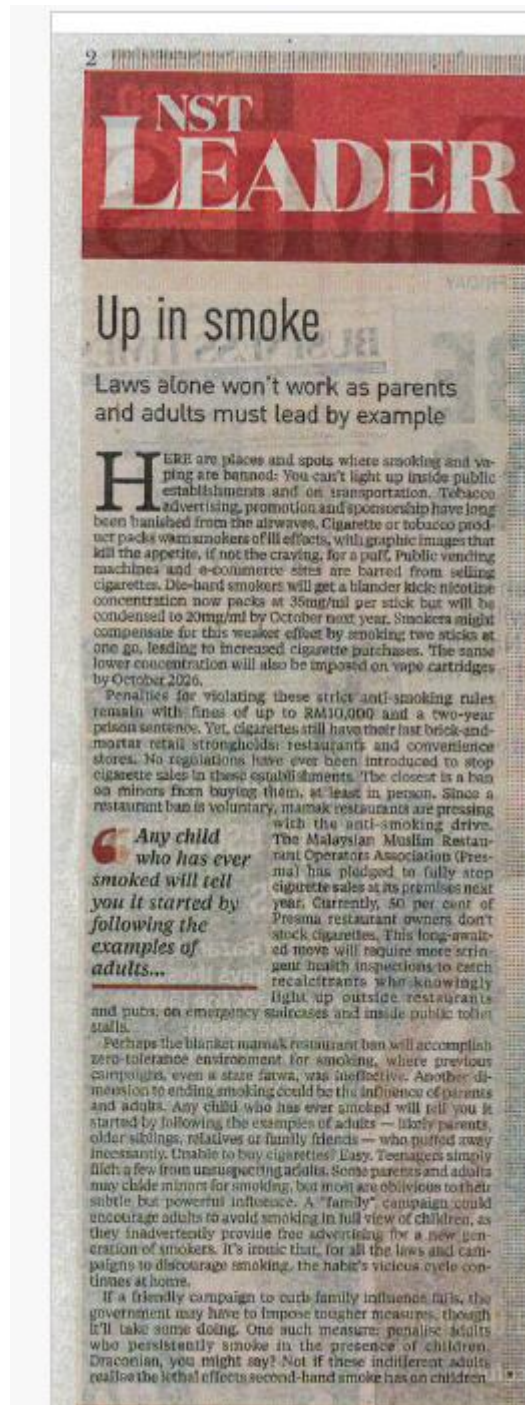 2
NST
LEADER
Up in smoke
Laws alone won't work as parents
and adults must lead by example
HERE are places and spots where smoking and va-
ping are banned: You can't light up inside public
establishments and on transportation. Tobacco
advertising, promotion and sponsorship have long
been banished from the airwaves. Cigarette or tobacco prod-
uct packs warn smokers of ill effects, with graphic images that
kill the appetite, if not the craving, for a puff. Public vending
machines and e-commerce sites are barred from selling
cigarettes. Die-hard smokers will get a blander kick: nicotine
concentration now packs at 35mg/ml per stick but will be
condensed to 20mg/ml by October next year. Smokers might
compensate for this weaker effect by smoking two sticks at
one go, leading to increased cigarette purchases. The same
lower concentration will also be imposed on vape cartridges
by October 2026.
Penalties for violating these strict anti-smoking rules
remain with fines of up to RM10,000 and a two-year
prison sentence. Yet, cigarettes still have their last brick-and-
mortar retail strongholds: restaurants and convenience
stores. No regulations have ever been introduced to stop
cigarette sales in these establishments. The closest is a ban
on minors from buying them, at least in person. Since a
restaurant ban is voluntary, mamak restaurants are pressing
with the anti-smoking drive.
The Malaysian Muslim Restau-
rant Operators Association (Pres-
ma) has pledged to fully stop
cigarette sales at its premises next
year. Currently, 50 per cent of
Presma restaurant owners don't
stock cigarettes. This long-await-
ed move will require more strin-
gent health inspections to catch
recalcitrants who knowingly
light up outside restaurants
and pubs, on emergency staircases and inside public toilet
stalls.
Any child
who has ever
smoked will tell
you it started by
following the
examples of
adults...
Perhaps the blanket mamak restaurant ban will accomplish
zero-tolerance environment for smoking, where previous
campaigns, even a state fatwa, was ineffective. Another di-
mension to ending smoking could be the influence of parents
and adults. Any child who has ever smoked will tell you it
started by following the examples of adults — likely parents,
older siblings, relatives or family friends — who puffed away
incessantly. Unable to buy cigarettes? Easy. Teenagers simply
filch a few from unsuspecting adults. Some parents and adults
may chide minors for smoking, but most are oblivious to their
subtle but powerful influence. A "family" campaign could
encourage adults to avoid smoking in full view of children, as
they inadvertently provide free advertising for a new gen-
eration of smokers. It's ironic that, for all the laws and cam-
paigns to discourage smoking, the habit's vicious cycle con-
tinues at home.
If a friendly campaign to curb family influence fails, the
government may have to impose tougher measures, though
it'll take some doing. One such measure: penalise adults
who persistently smoke in the presence of children.
Draconian, you might say? Not if these indifferent adults
realise the lethal effects second-hand smoke has on children.